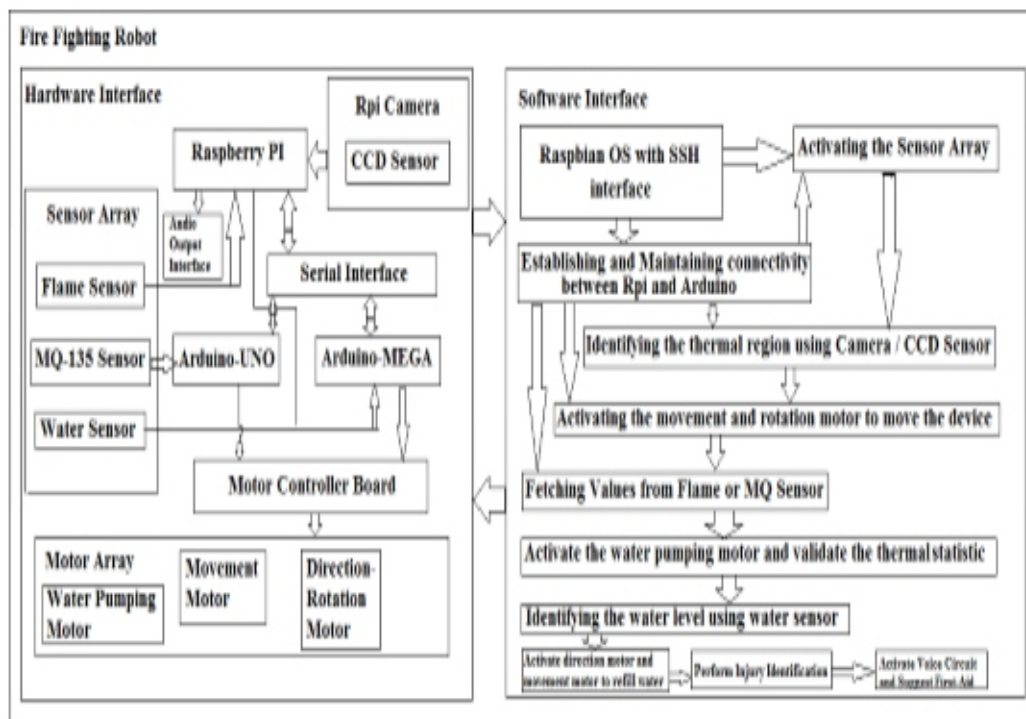 Fire Fighting Robot
Hardware Interface
Rpi Camera
CCD Sensor
Raspberry PI
Sensor Array
Audio
Output
Interface
Flame Sensor
Serial Interface
MQ-135 Sensor
Arduino-UNO
Arduino-MEGA
Water Sensor
Motor Controller Board
Motor Array
Water Pumping
Motor
Movement
Motor
Direction-
Rotation
Motor
Software Interface
Raspbian OS with SSH
interface
Activating the Sensor Array
Establishing and Maintaining connectivity
between Rpi and Arduino
Identifying the thermal region using Camera / CCD Sensor
Activating the movement and rotation motor to move the device
Fetching Values from Flame or MQ Sensor
Activate the water pumping motor and validate the thermal statistic
Identifying the water level using water sensor
Activate direction motor and
movement motor to refill water
Perform Injury Identification
Activate Voice Circuit
and Suggest First-Aid